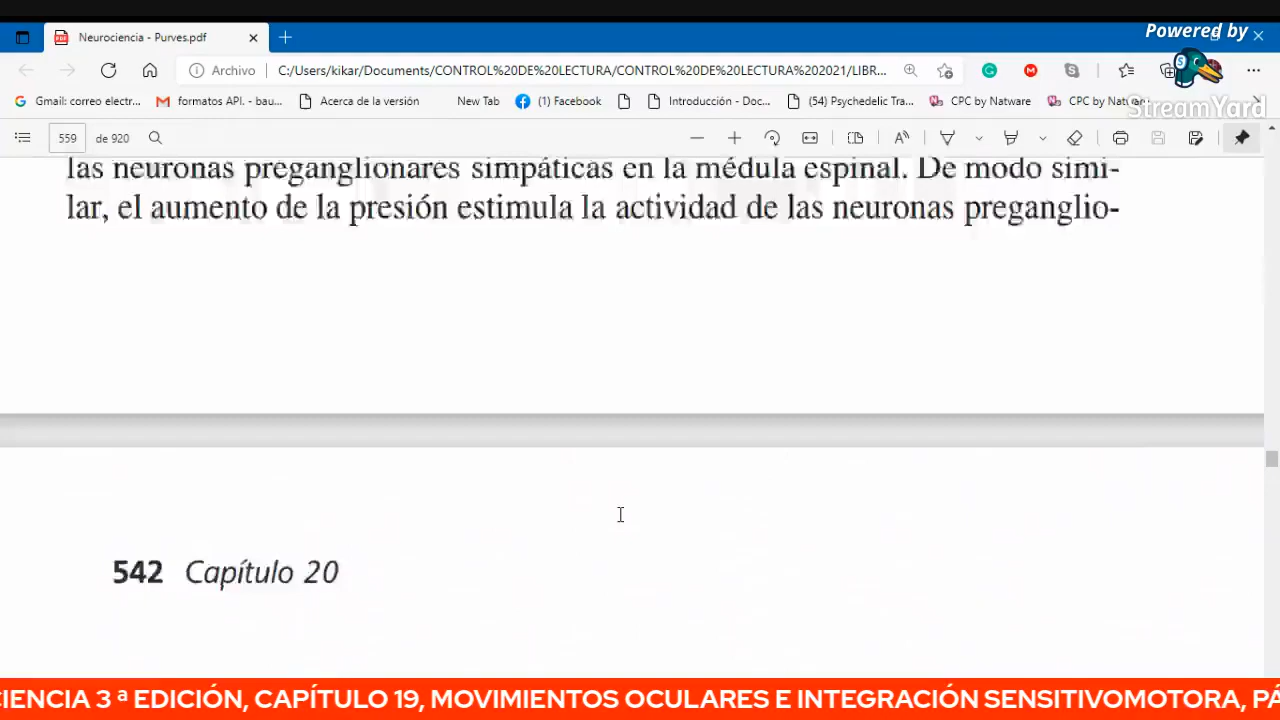 Powered by
Neurociencia - Purves.pdf
StreamYard
Archivo
C:/Users/kikar/Documents/CONTROL%20DE%20LECTURA/CONTROL%20DE%20LECTURA%202021/LIBR...
Gmail: correo electr...
formatos API. - bau...
Acerca de la versión
New Tab
(1) Facebook
Introducción - Doc...
(54) Psychedelic Tra...
CPC by Natware
CPC by Natw
559 de 920
las neuronas preganglionares simpáticas en la médula espinal. De modo simi-
lar, el aumento de la presión estimula la actividad de las neuronas preganglio-
542 Capítulo 20
CIENCIA 3 ª EDICIÓN, CAPÍTULO 19, MOVIMIENTOS OCULARES E INTEGRACIÓN SENSITIVOMOTORA, PÁ